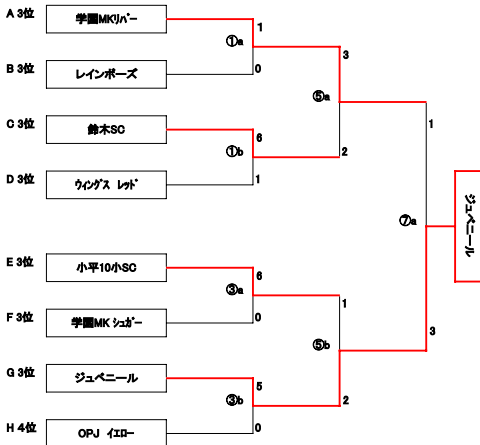 A 3位 学園MKリバー
1
①a
3
B 3位 レインボーズ
0
⑤a
C 3位 鈴木SC
6
1
①b
2
D 3位 ウィングス レッド
1
⑦a
ジュベニール
E 3位 小平10小SC
6
③a
1
F 3位 学園MK シュガー
0
⑤b
3
G 3位 ジュベニール
5
③b
2
H 4位 OPJ イエロー
0